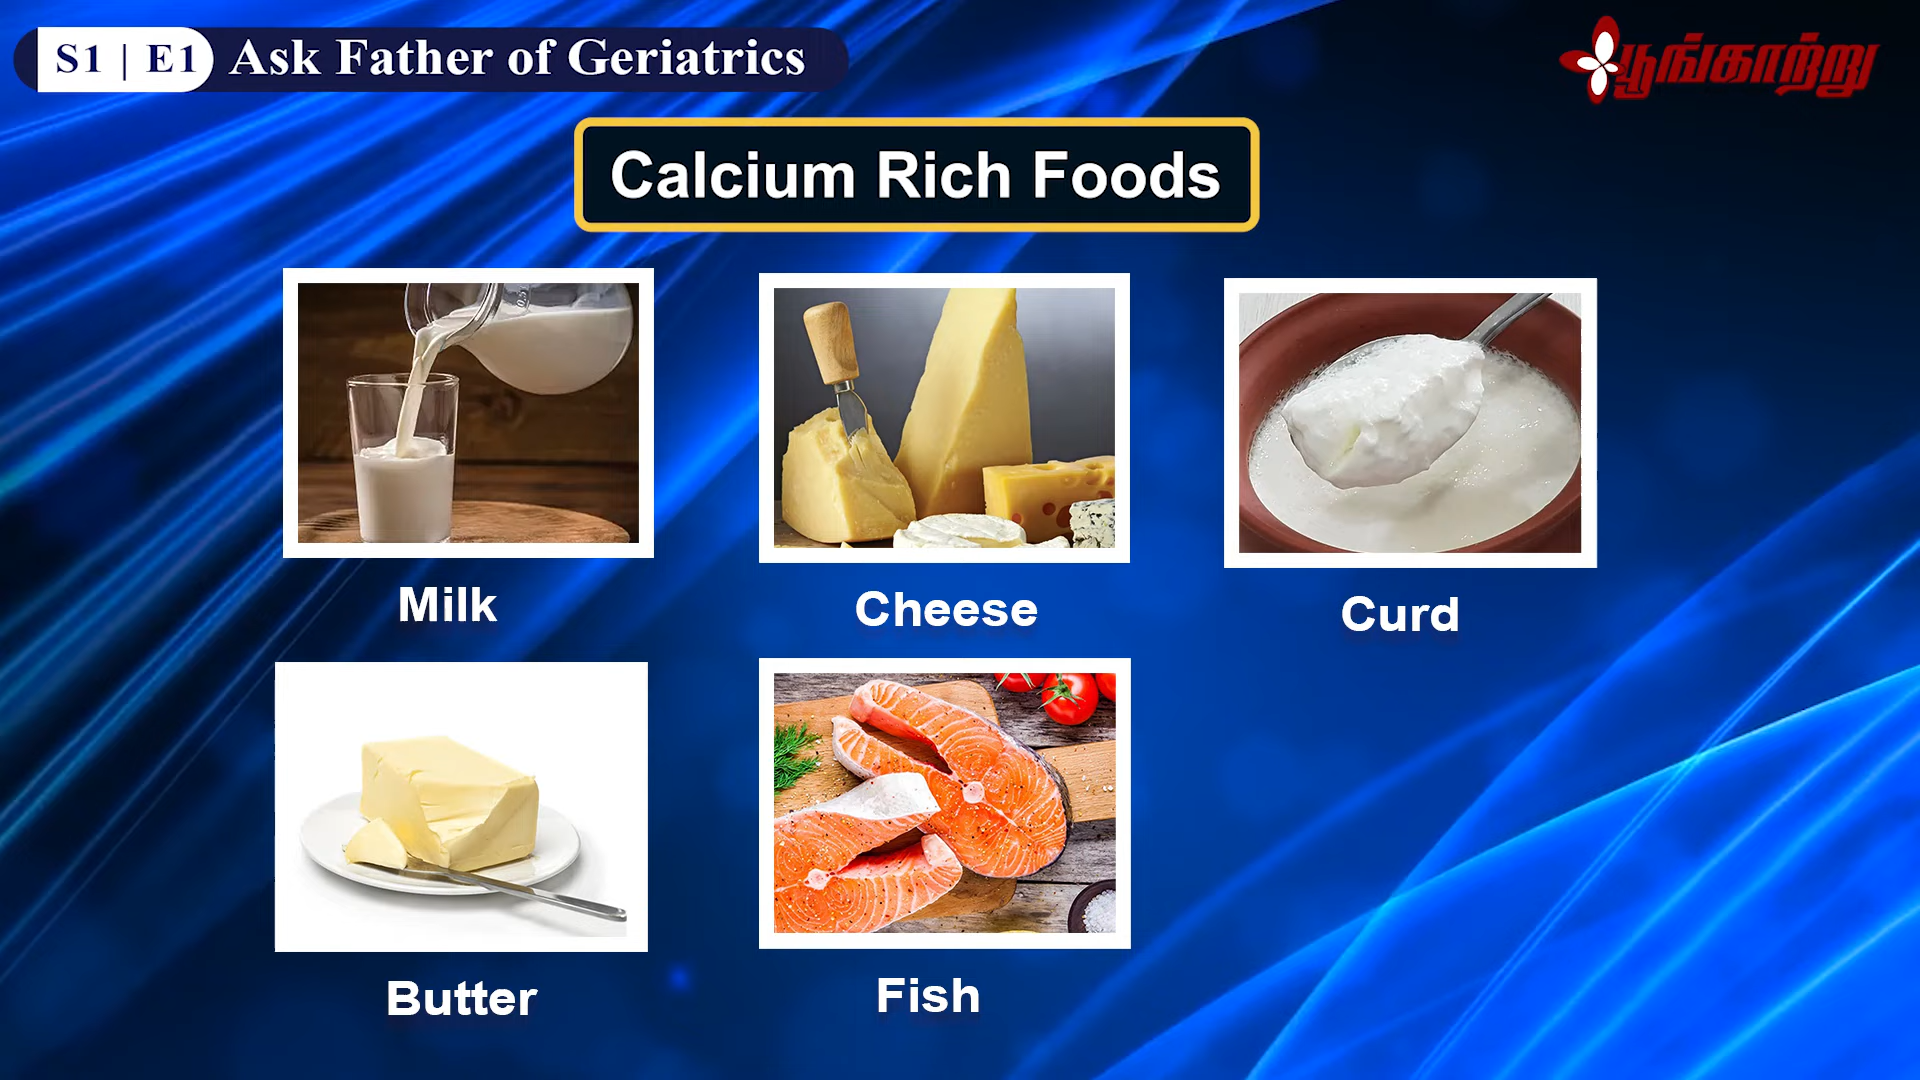 S1 | E1 Ask Father of Geriatrics
பூங்காற்று
Calcium Rich Foods
Milk
Cheese
Curd
Butter
Fish